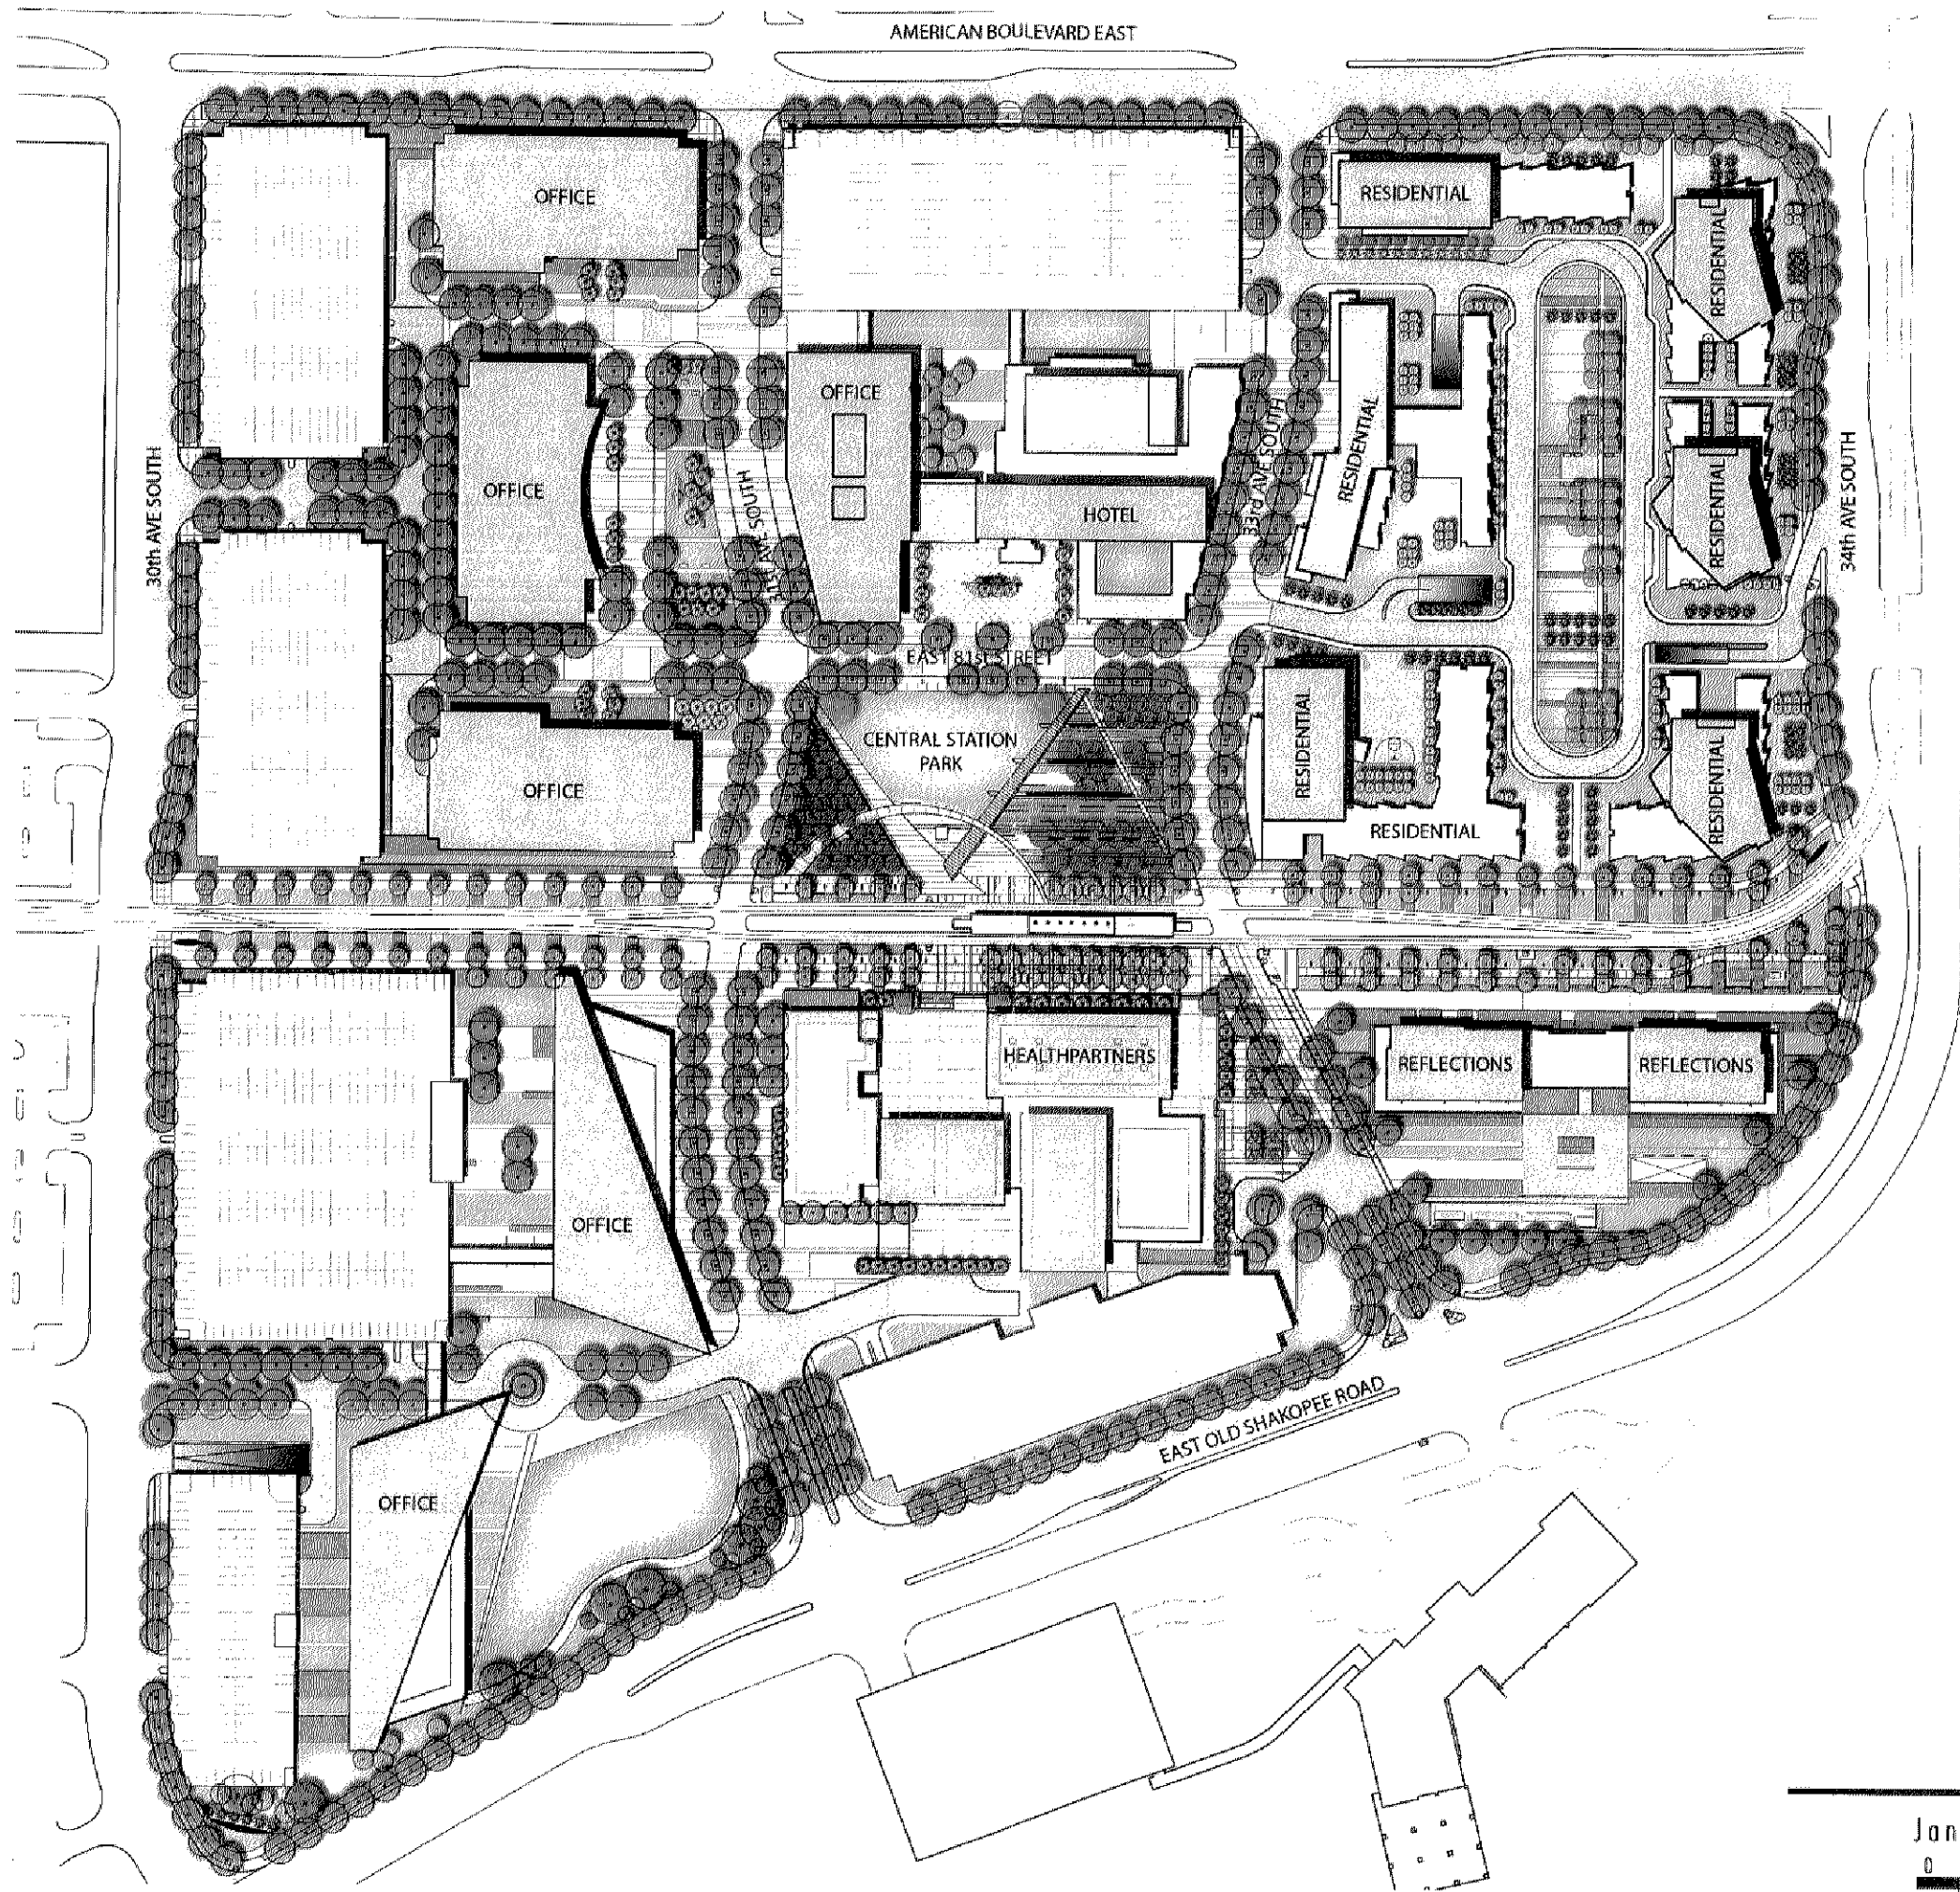 AMERICAN BOULEVARD EAST
OFFICE
RESIDENTIAL
RESIDENTIAL
OFFICE
RESIDENTIAL
33rd AVE SOUTH
30th AVE SOUTH
OFFICE
31st AVE SOUTH
HOTEL
RESIDENTIAL
34th AVE SOUTH
EAST 81st STREET
CENTRAL STATION
PARK
RESIDENTIAL
OFFICE
RESIDENTIAL
RESIDENTIAL
HEALTHPARTNERS
REFLECTIONS
REFLECTIONS
OFFICE
EAST OLD SHAKOPEE ROAD
OFFICE
Jan
0